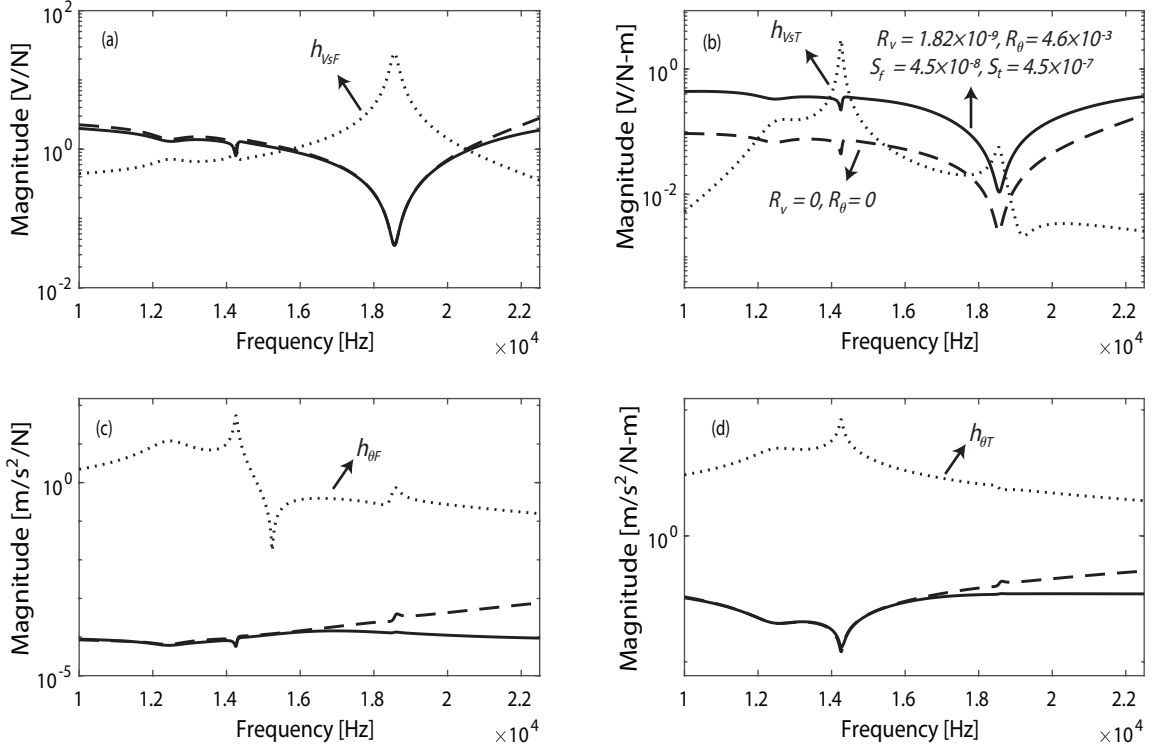 (a)
h_VsF
Magnitude [V/N]
10^2
10^0
10^-2
1 1.2 1.4 1.6 1.8 2 2.2
Frequency [Hz]
×10^4
(b)
h_VsT
R_v = 1.82×10^-9, R_θ = 4.6×10^-3
S_f = 4.5×10^-8, S_t = 4.5×10^-7
R_v = 0, R_θ = 0
Magnitude [V/N-m]
10^0
10^-2
1 1.2 1.4 1.6 1.8 2 2.2
Frequency [Hz]
×10^4
(c)
h_θF
Magnitude [m/s^2/N]
10^0
10^-5
1 1.2 1.4 1.6 1.8 2 2.2
Frequency [Hz]
×10^4
(d)
h_θT
Magnitude [m/s^2/N-m]
10^0
1 1.2 1.4 1.6 1.8 2 2.2
Frequency [Hz]
×10^4